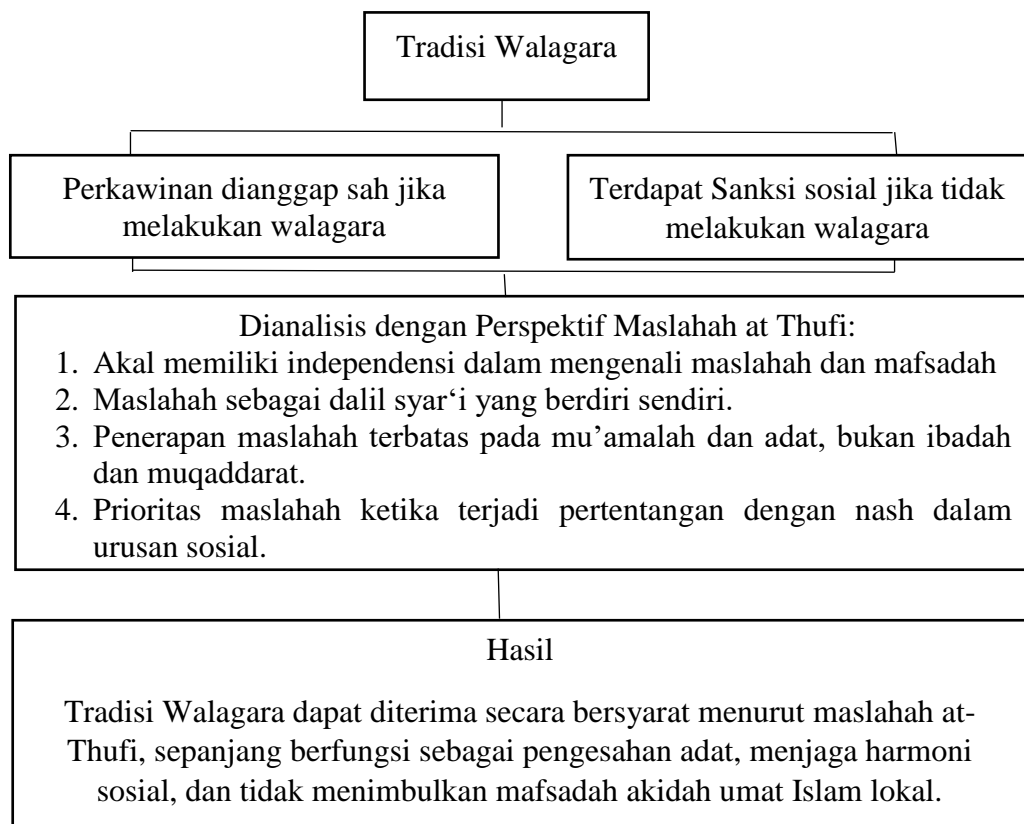 Tradisi Walagara
Perkawinan dianggap sah jika
melakukan walagara
Terdapat Sanksi sosial jika tidak
melakukan walagara
Dianalisis dengan Perspektif Maslahah at Thufi:
1. Akal memiliki independensi dalam mengenali maslahah dan mafsadah
2. Maslahah sebagai dalil syar‘i yang berdiri sendiri.
3. Penerapan maslahah terbatas pada mu’amalah dan adat, bukan ibadah
dan muqaddarat.
4. Prioritas maslahah ketika terjadi pertentangan dengan nash dalam
urusan sosial.
Hasil
Tradisi Walagara dapat diterima secara bersyarat menurut maslahah at-
Thufi, sepanjang berfungsi sebagai pengesahan adat, menjaga harmoni
sosial, dan tidak menimbulkan mafsadah akidah umat Islam lokal.